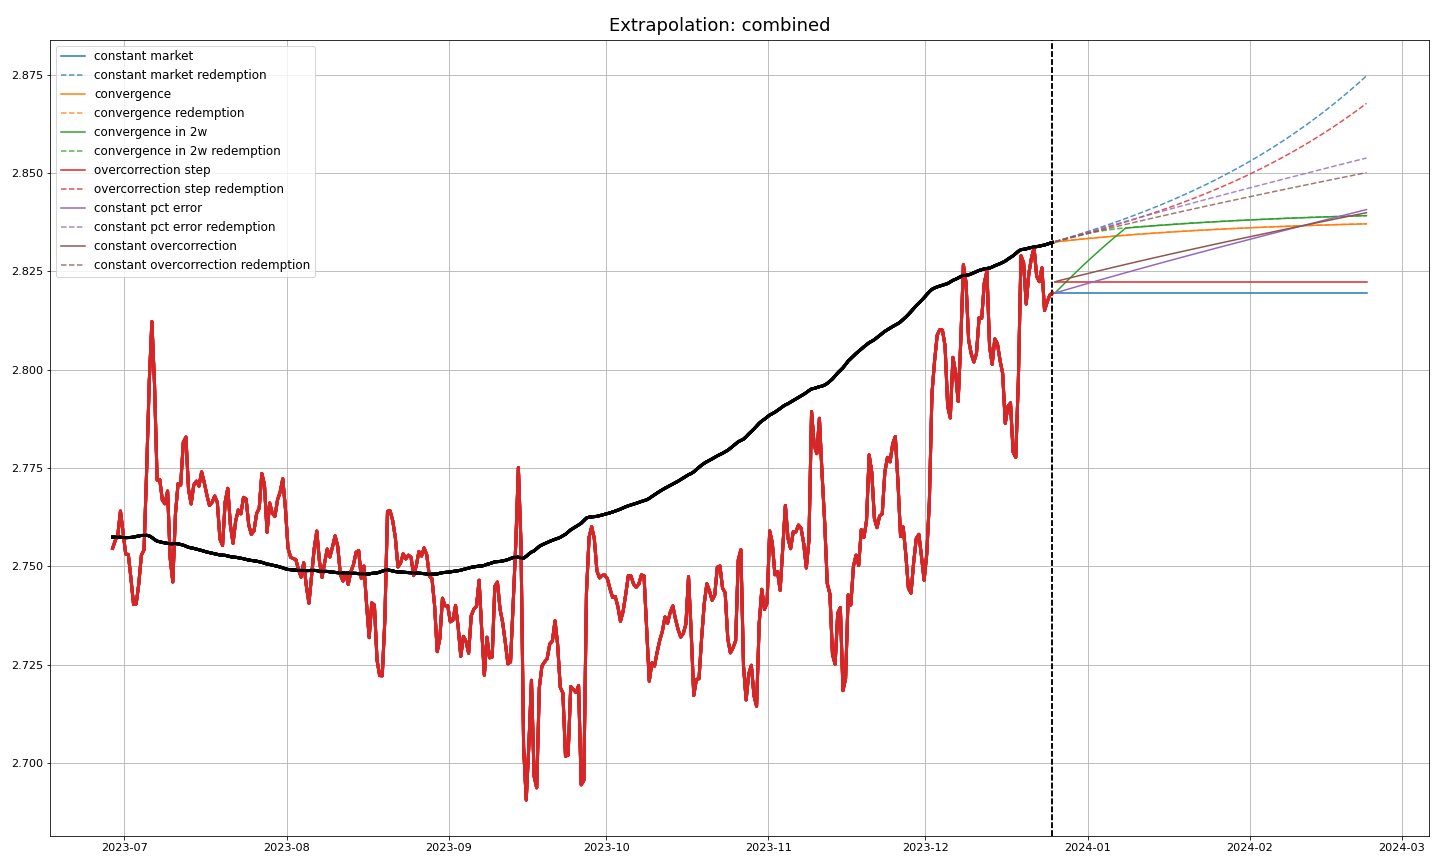 Extrapolation: combined
constant market
constant market redemption
convergence
convergence redemption
convergence in 2w
convergence in 2w redemption
overcorrection step
overcorrection step redemption
constant pct error
constant pct error redemption
constant overcorrection
constant overcorrection redemption
2.875
2.850
2.825
2.800
2.775
2.750
2.725
2.700
2023-07
2023-08
2023-09
2023-10
2023-11
2023-12
2024-01
2024-02
2024-03